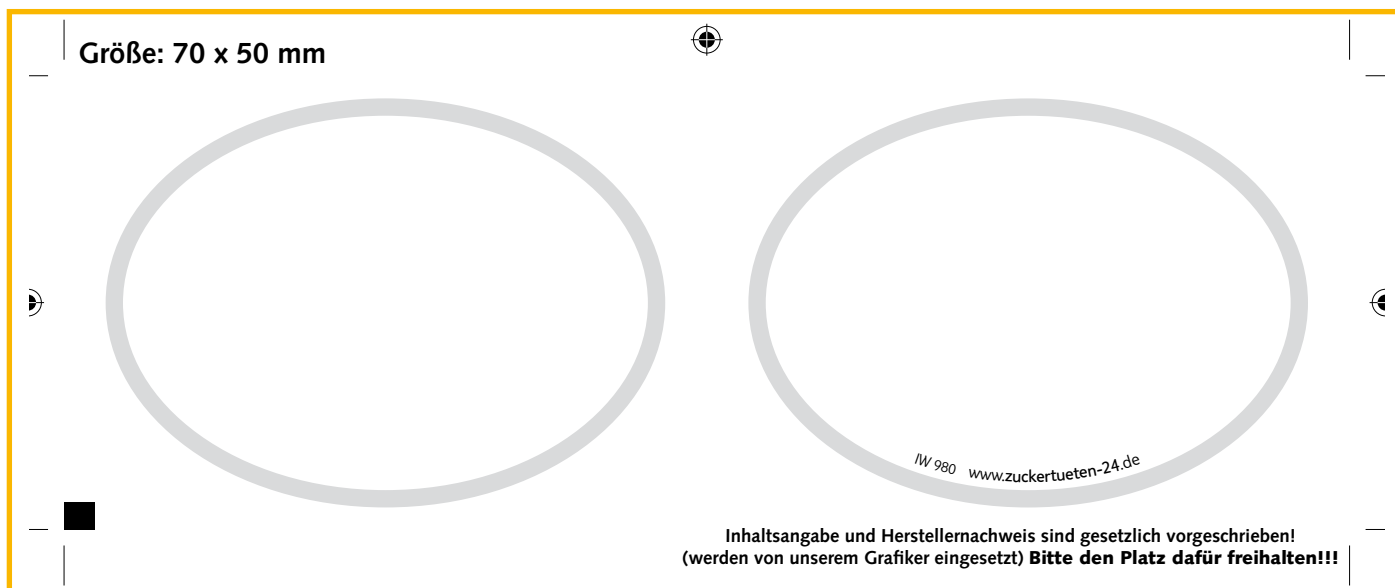 Größe: 70 x 50 mm
IW 980 www.zuckertueten-24.de
Inhaltsangabe und Herstellernachweis sind gesetzlich vorgeschrieben!
(werden von unserem Grafiker eingesetzt) Bitte den Platz dafür freihalten!!!